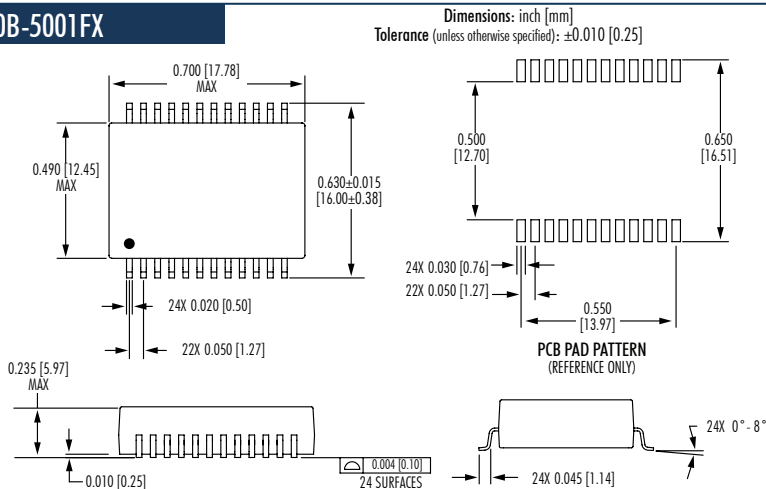 0B-5001FX
Dimensions: inch [mm]
Tolerance (unless otherwise specified): ±0.010 [0.25]
0.700 [17.78]
MAX
0.490 [12.45]
MAX
0.630±0.015
[16.00±0.38]
24X 0.020 [0.50]
22X 0.050 [1.27]
0.500
[12.70]
0.650
[16.51]
24X 0.030 [0.76]
22X 0.050 [1.27]
0.550
[13.97]
PCB PAD PATTERN
(REFERENCE ONLY)
0.235 [5.97]
MAX
0.010 [0.25]
0.004 [0.10]
24 SURFACES
24X 0°-8°
24X 0.045 [1.14]